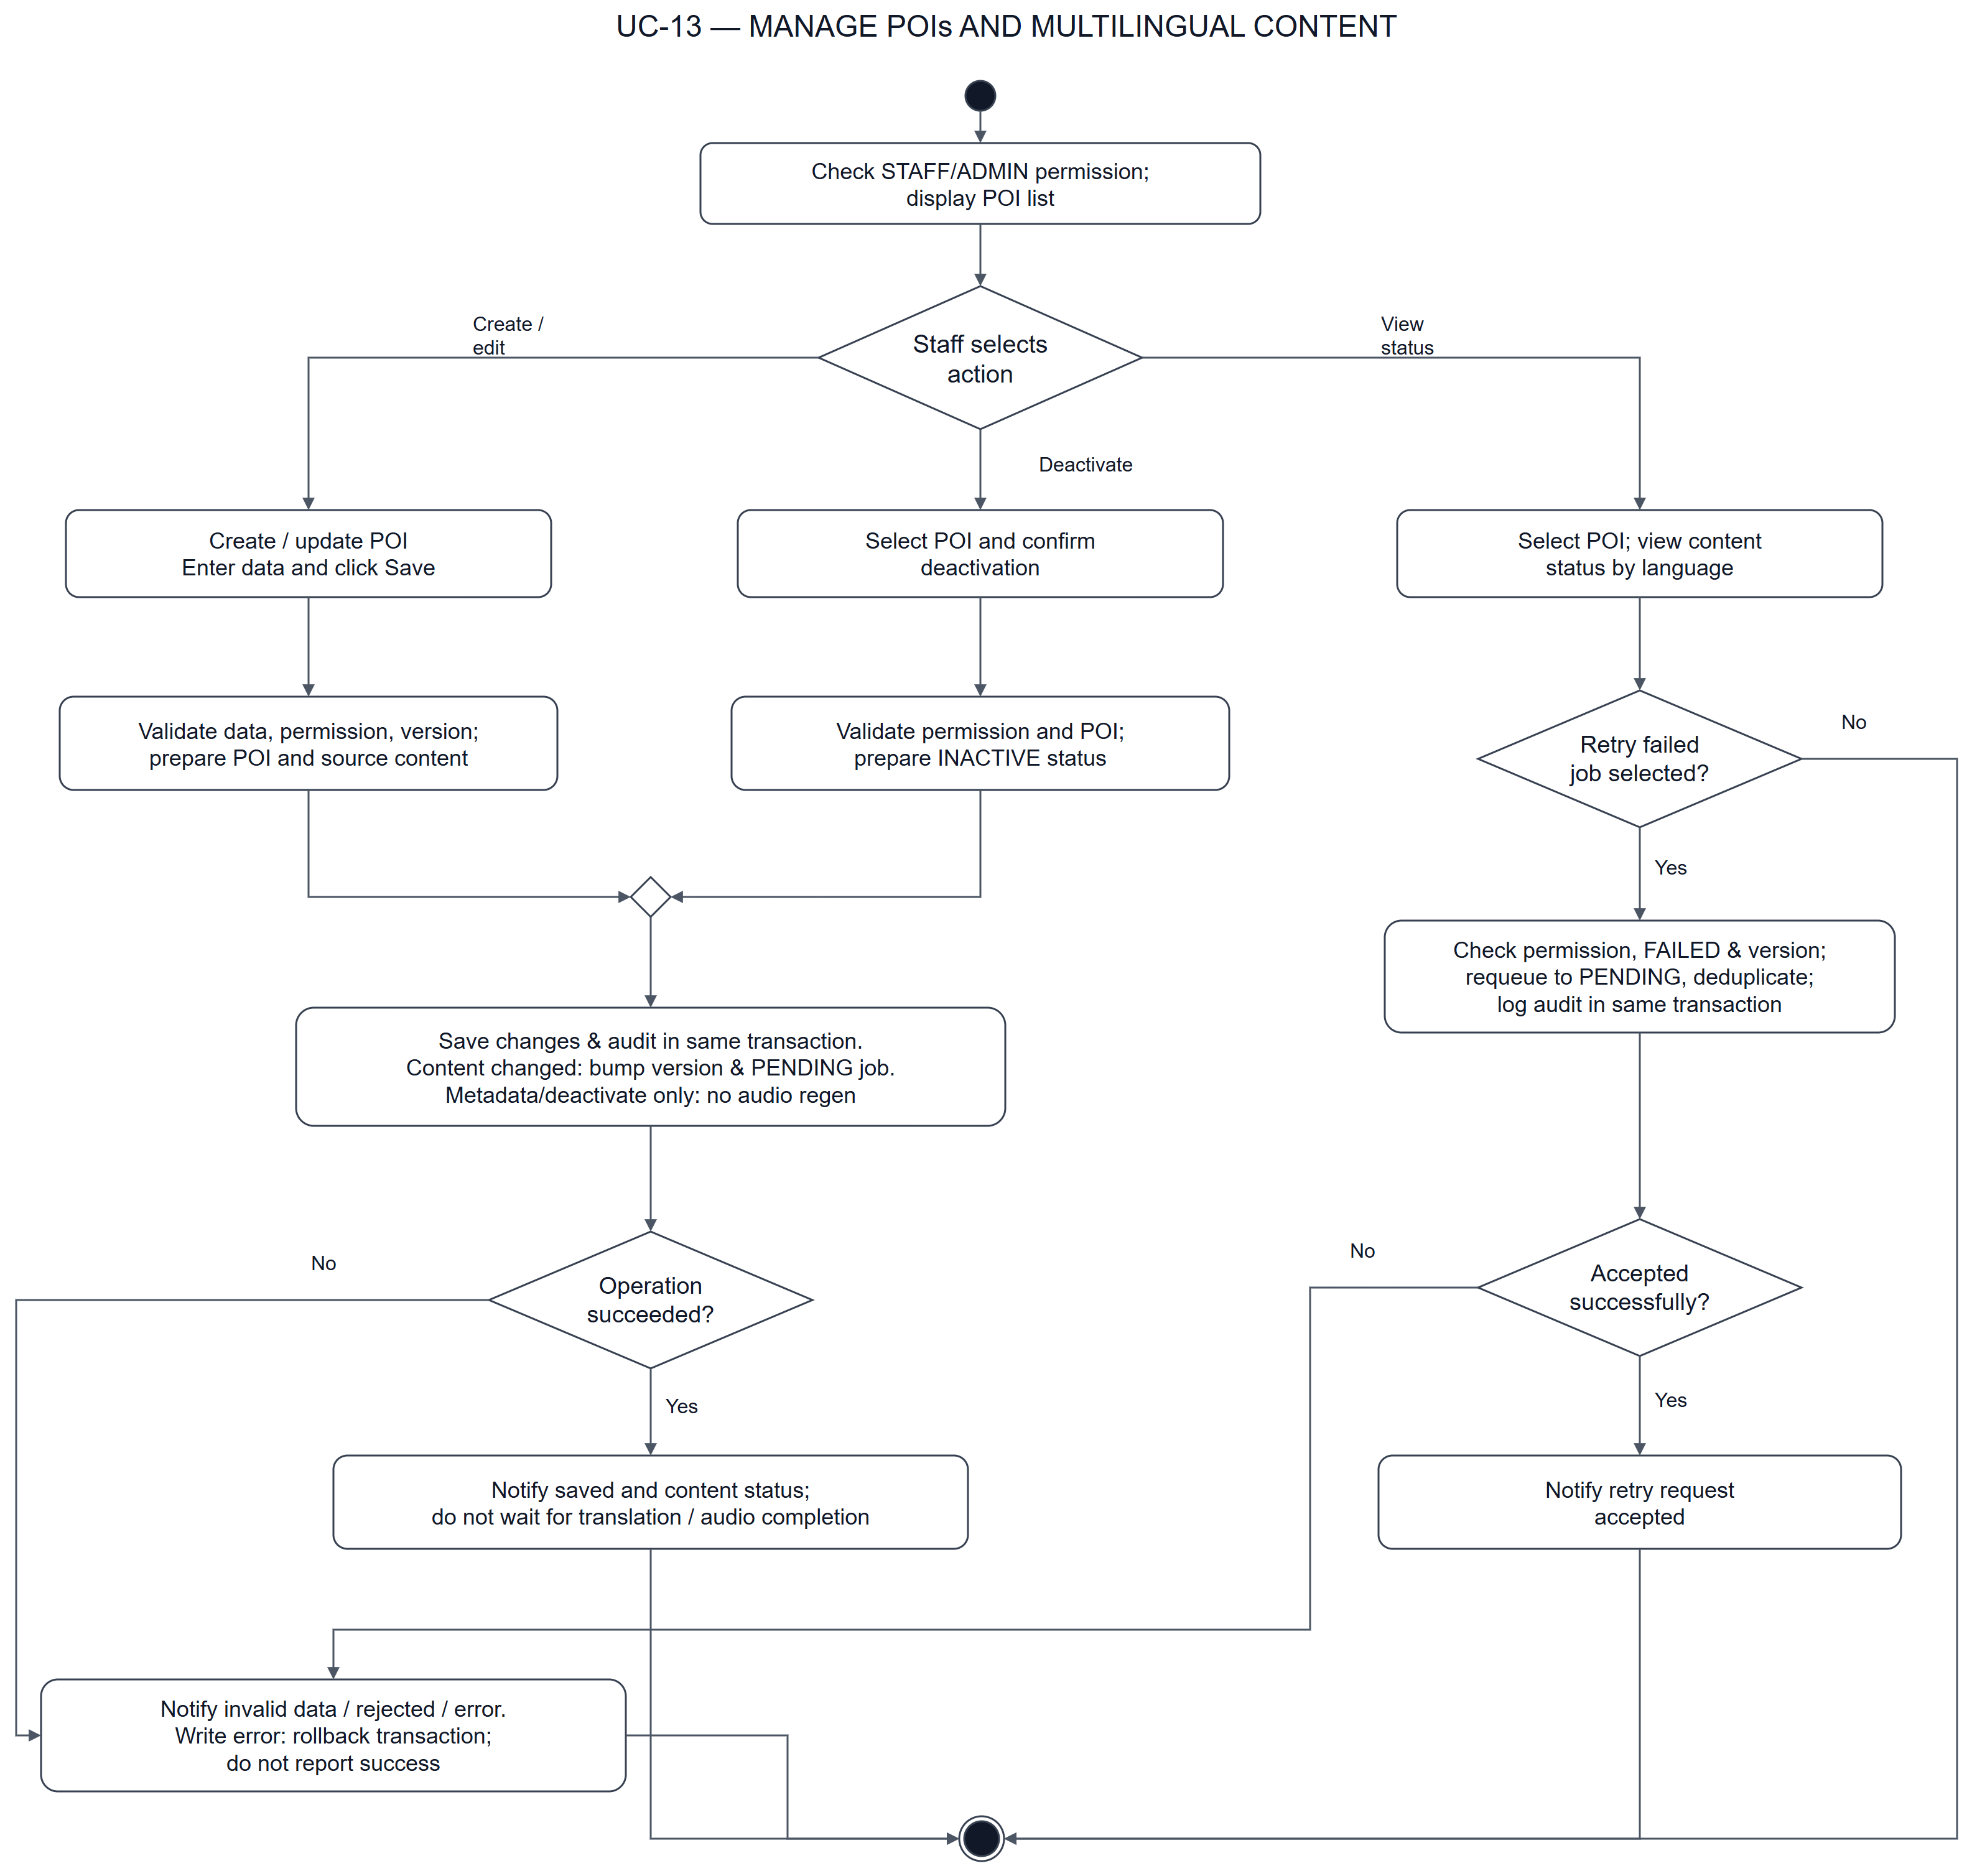 UC-13 — MANAGE POIs AND MULTILINGUAL CONTENT
Check STAFF/ADMIN permission;
display POI list
Staff selects
action
Create /
edit
View
status
Deactivate
Create / update POI
Enter data and click Save
Select POI and confirm
deactivation
Select POI; view content
status by language
Validate data, permission, version;
prepare POI and source content
Validate permission and POI;
prepare INACTIVE status
Retry failed
job selected?
No
Yes
Check permission, FAILED & version;
requeue to PENDING, deduplicate;
log audit in same transaction
Save changes & audit in same transaction.
Content changed: bump version & PENDING job.
Metadata/deactivate only: no audio regen
Operation
succeeded?
No
Yes
Accepted
successfully?
No
Yes
Notify saved and content status;
do not wait for translation / audio completion
Notify retry request
accepted
Notify invalid data / rejected / error.
Write error: rollback transaction;
do not report success